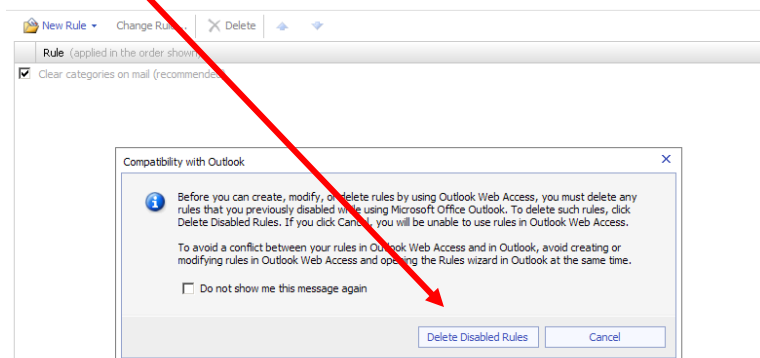 New Rule Change Rule... Delete
Rule (applied in the order shown)
Clear categories on mail (recommended)
Compatibility with Outlook
Before you can create, modify, or delete rules by using Outlook Web Access, you must delete any
rules that you previously disabled while using Microsoft Office Outlook. To delete such rules, click
Delete Disabled Rules. If you click Cancel, you will be unable to use rules in Outlook Web Access.
To avoid a conflict between your rules in Outlook Web Access and in Outlook, avoid creating or
modifying rules in Outlook Web Access and opening the Rules wizard in Outlook at the same time.
Do not show me this message again
Delete Disabled Rules Cancel